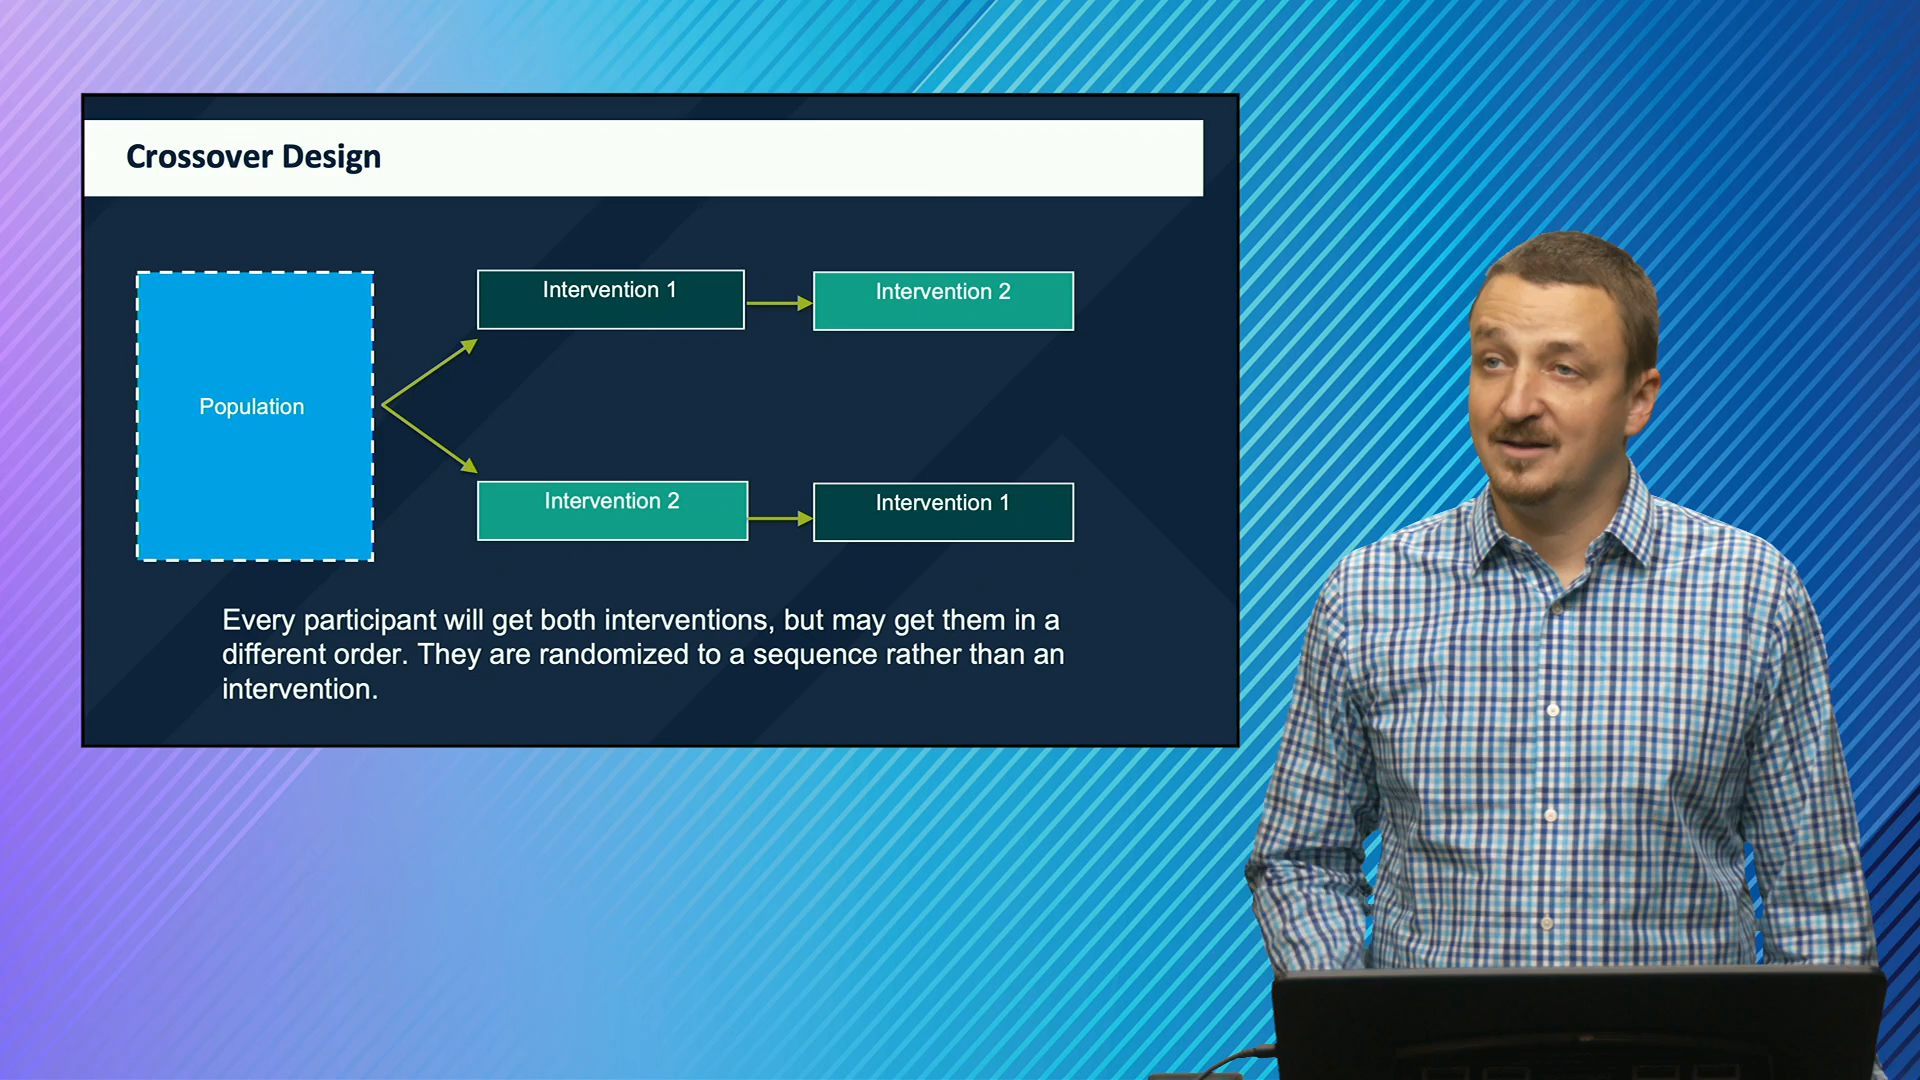 Crossover Design
Intervention 1
Intervention 2
Population
Intervention 2
Intervention 1
Every participant will get both interventions, but may get them in a
different order. They are randomized to a sequence rather than an
intervention.